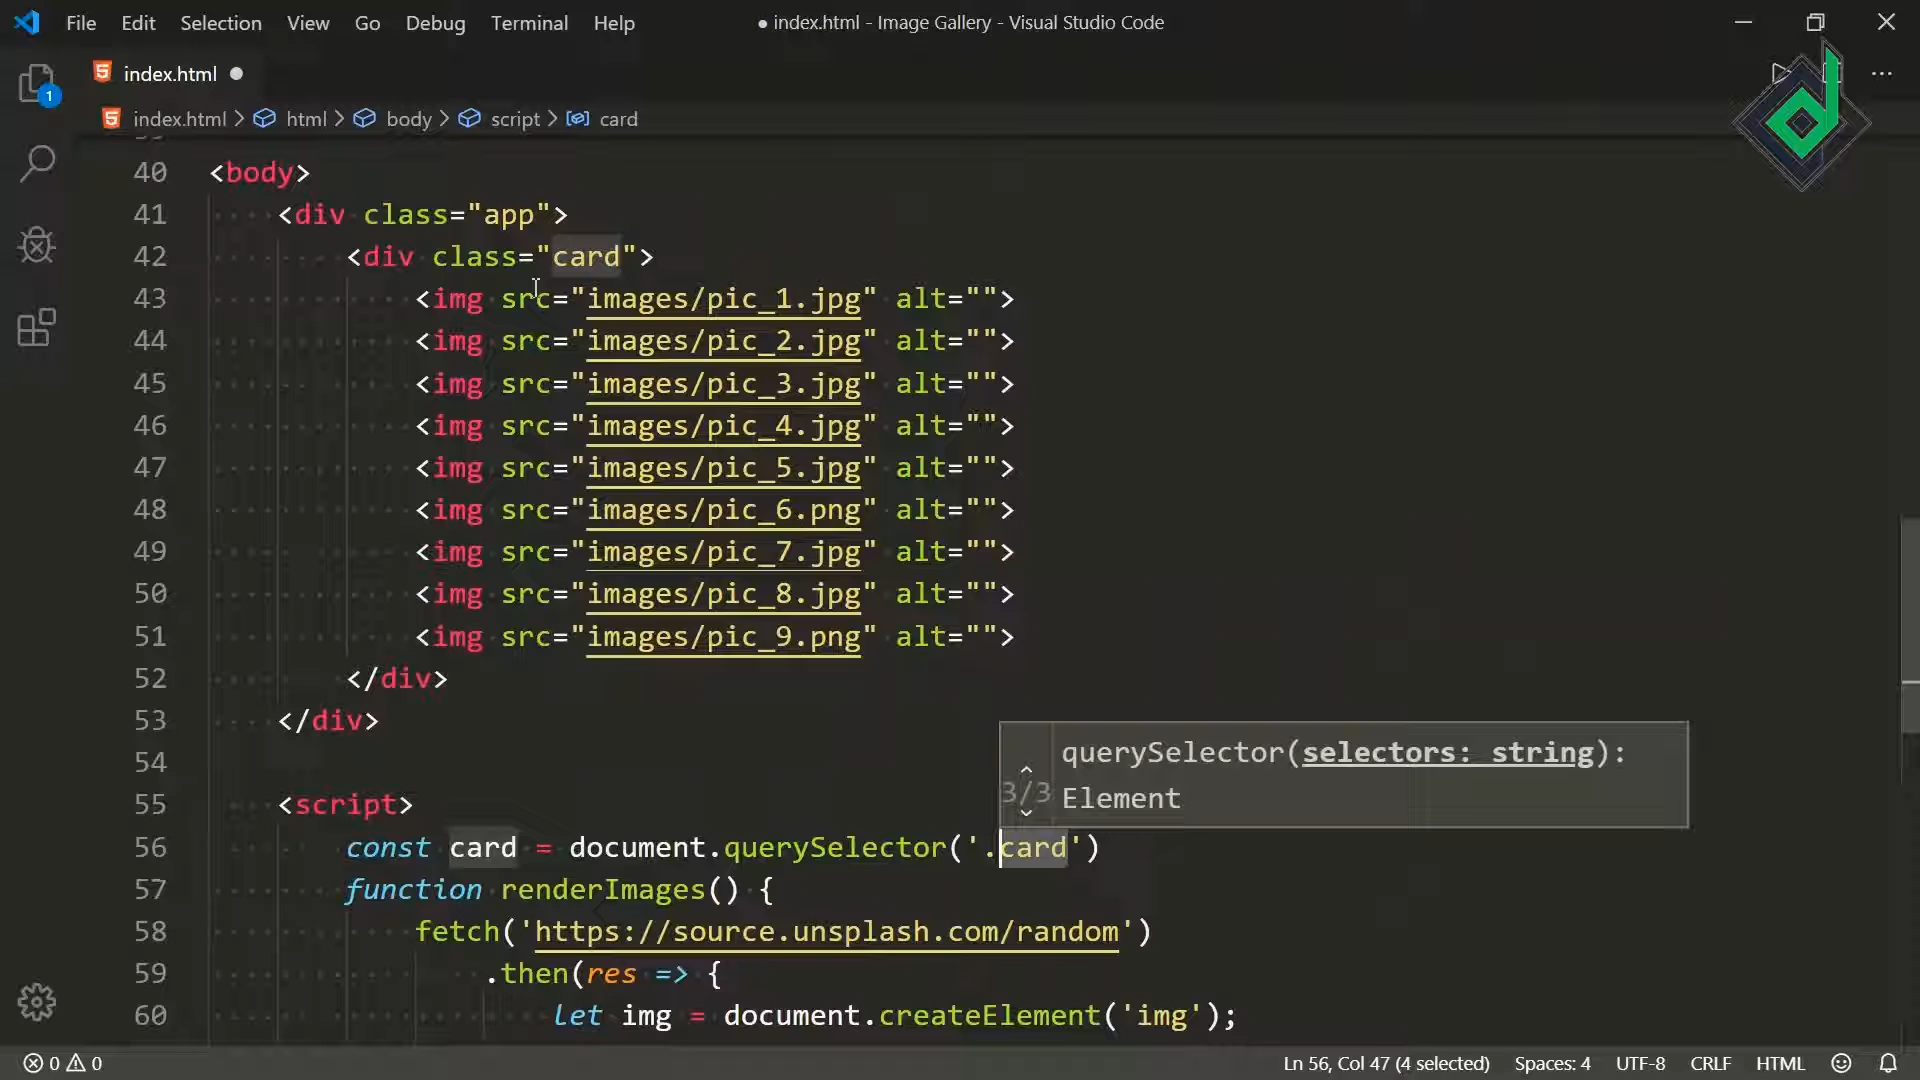 File Edit Selection View Go Debug Terminal Help ● index.html - Image Gallery - Visual Studio Code
index.html
1
index.html > html > body > script > card
40 <body>
41 <div class="app">
42 <div class="card">
43 <img src="images/pic_1.jpg" alt="">
44 <img src="images/pic_2.jpg" alt="">
45 <img src="images/pic_3.jpg" alt="">
46 <img src="images/pic_4.jpg" alt="">
47 <img src="images/pic_5.jpg" alt="">
48 <img src="images/pic_6.png" alt="">
49 <img src="images/pic_7.jpg" alt="">
50 <img src="images/pic_8.jpg" alt="">
51 <img src="images/pic_9.png" alt="">
52 </div>
53 </div>
54
querySelector(selectors: string):
3/3 Element
55 <script>
56 const card = document.querySelector('.card')
57 function renderImages() {
58 fetch('https://source.unsplash.com/random')
59 .then(res => {
60 let img = document.createElement('img');
0 0 Ln 56, Col 47 (4 selected) Spaces: 4 UTF-8 CRLF HTML